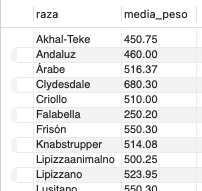 raza media_peso
Akhal-Teke 450.75
Andaluz 460.00
Árabe 516.37
Clydesdale 680.30
Criollo 510.00
Falabella 250.20
Frisón 550.30
Knabstrupper 514.08
Lipizzaanimalno 500.25
Lipizzano 523.95
Lusitano 550.30